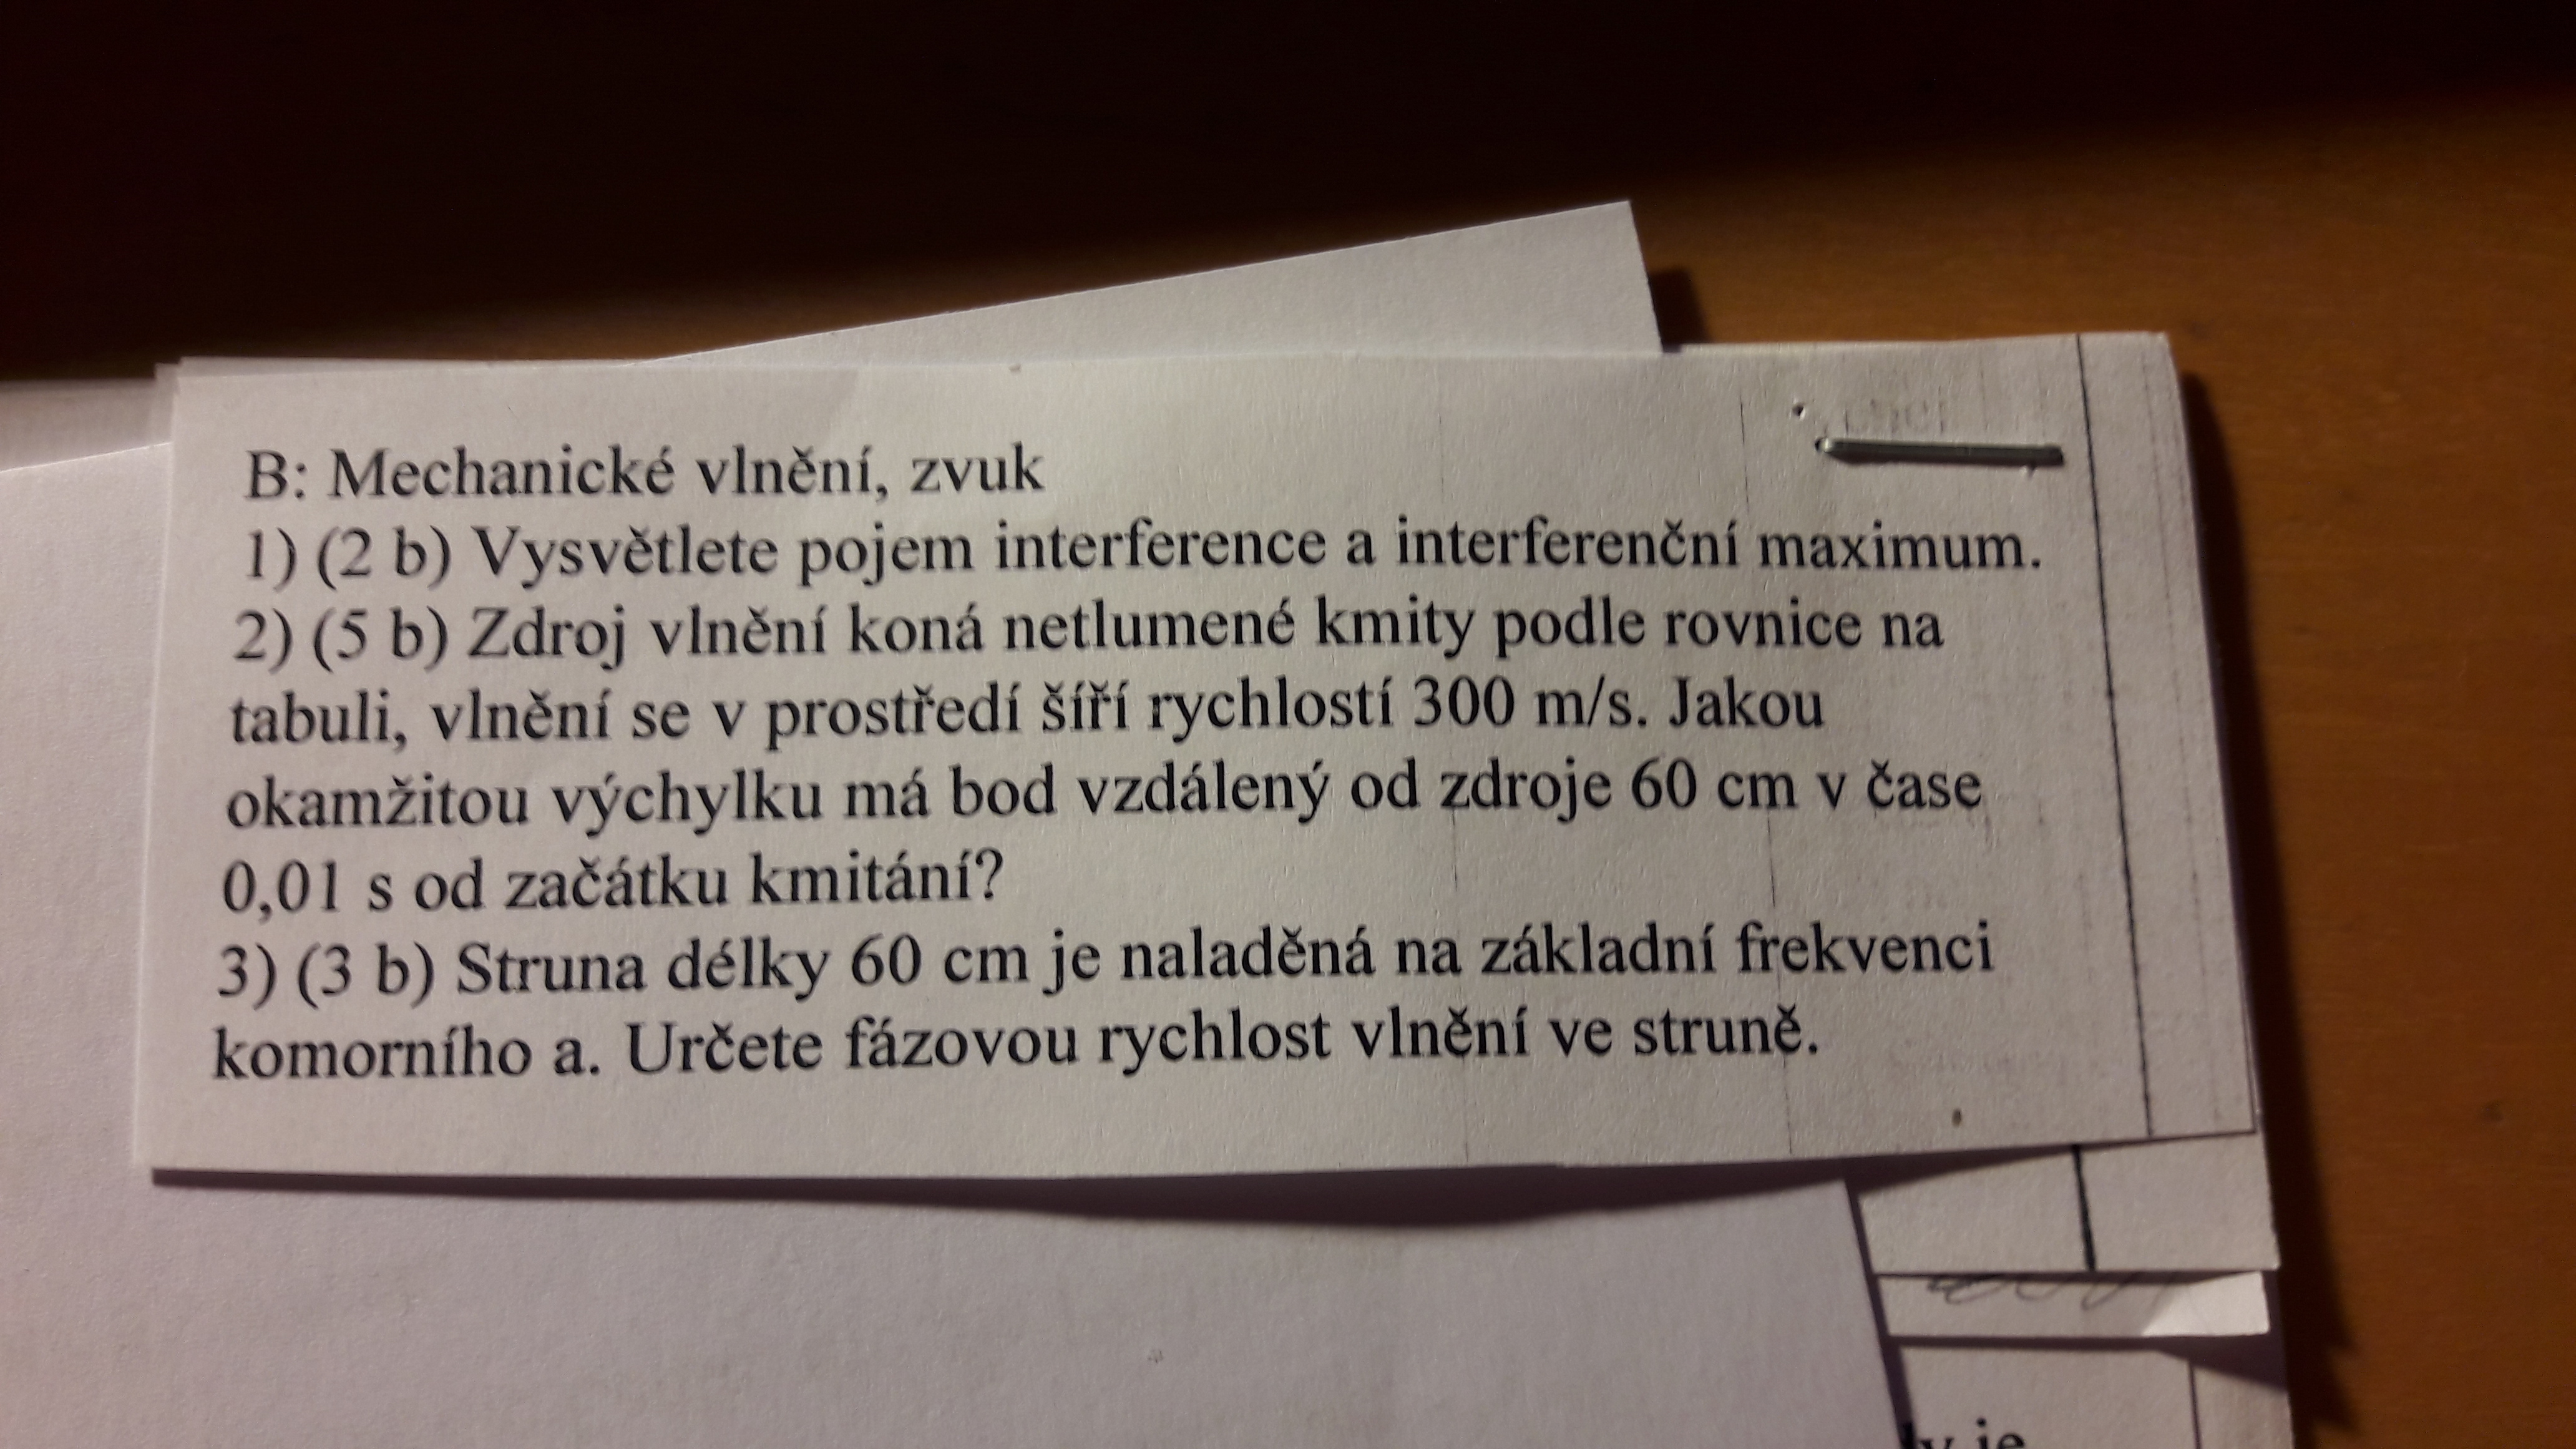 B: Mechanické vlnění, zvuk
1) (2 b) Vysvětlete pojem interference a interferenční maximum.
2) (5 b) Zdroj vlnění koná netlumené kmity podle rovnice na
tabuli, vlnění se v prostředí šíří rychlostí 300 m/s. Jakou
okamžitou výchylku má bod vzdálený od zdroje 60 cm v čase
0,01 s od začátku kmitání?
3) (3 b) Struna délky 60 cm je naladěná na základní frekvenci
komorního a. Určete fázovou rychlost vlnění ve struně.
je